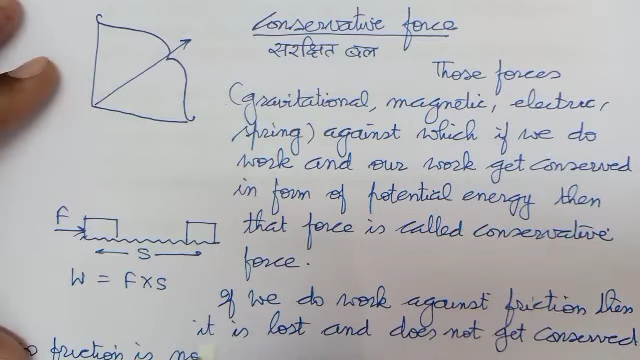 Conservative force
सरक्षित बल
Those forces
(gravitational, magnetic, electric,
spring) against which if we do
work and our work get conserved
in form of potential energy then
that force is called conservative
force.
F
S
W = F×S
If we do work against friction then
it is lost and does not get conserved
friction is no